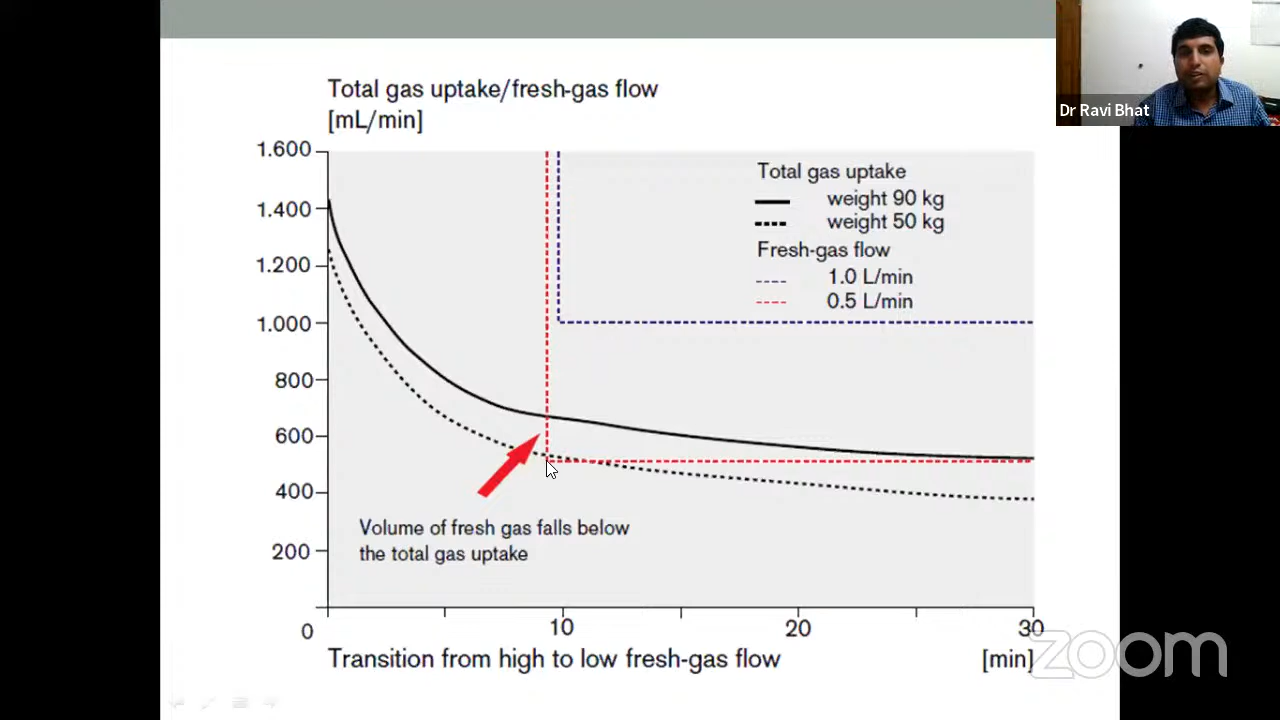 Dr Ravi Bhat
Total gas uptake/fresh-gas flow
[mL/min]
1.600
1.400
1.200
1.000
800
600
400
200
0
10
20
30
Total gas uptake
weight 90 kg
weight 50 kg
Fresh-gas flow
1.0 L/min
0.5 L/min
Volume of fresh gas falls below
the total gas uptake
Transition from high to low fresh-gas flow
[min]
zoom